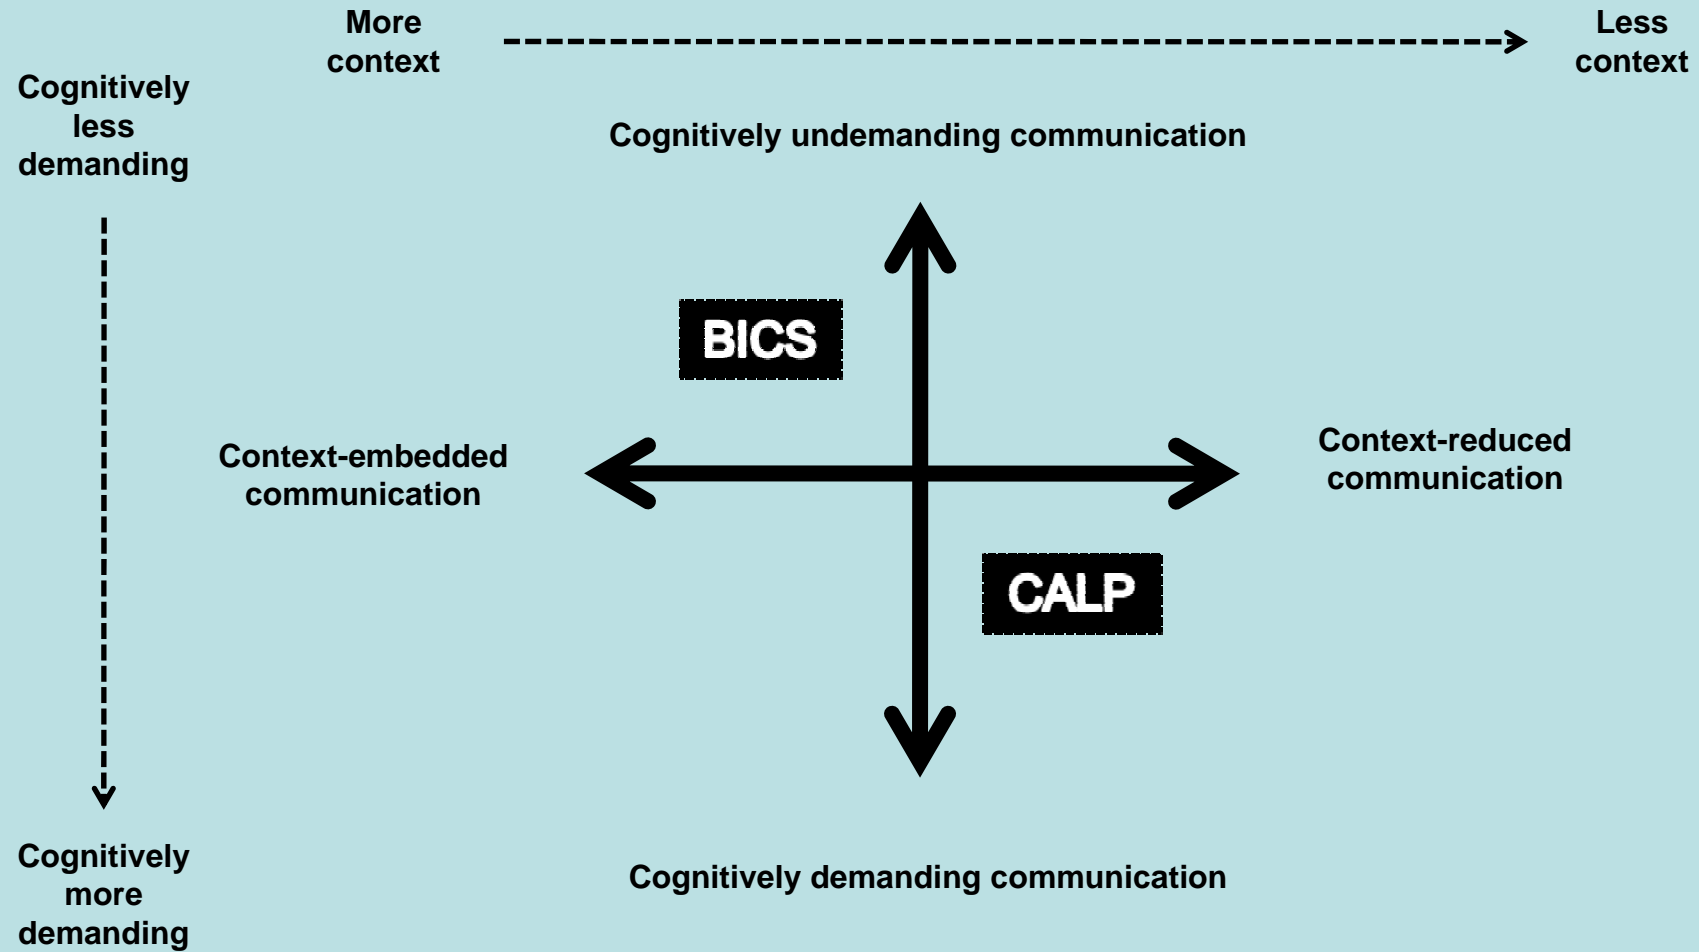 More
context
Less
context
Cognitively
less
demanding
Cognitively undemanding communication
BICS
Context-embedded
communication
Context-reduced
communication
CALP
Cognitively
more
demanding
Cognitively demanding communication